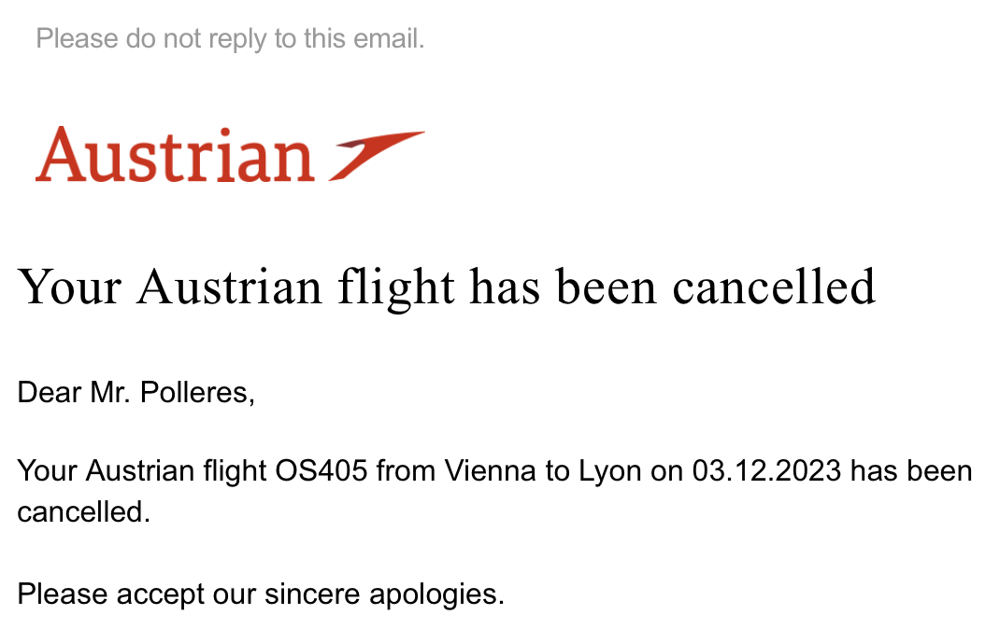 Please do not reply to this email.
Austrian
Your Austrian flight has been cancelled
Dear Mr. Polleres,
Your Austrian flight OS405 from Vienna to Lyon on 03.12.2023 has been
cancelled.
Please accept our sincere apologies.